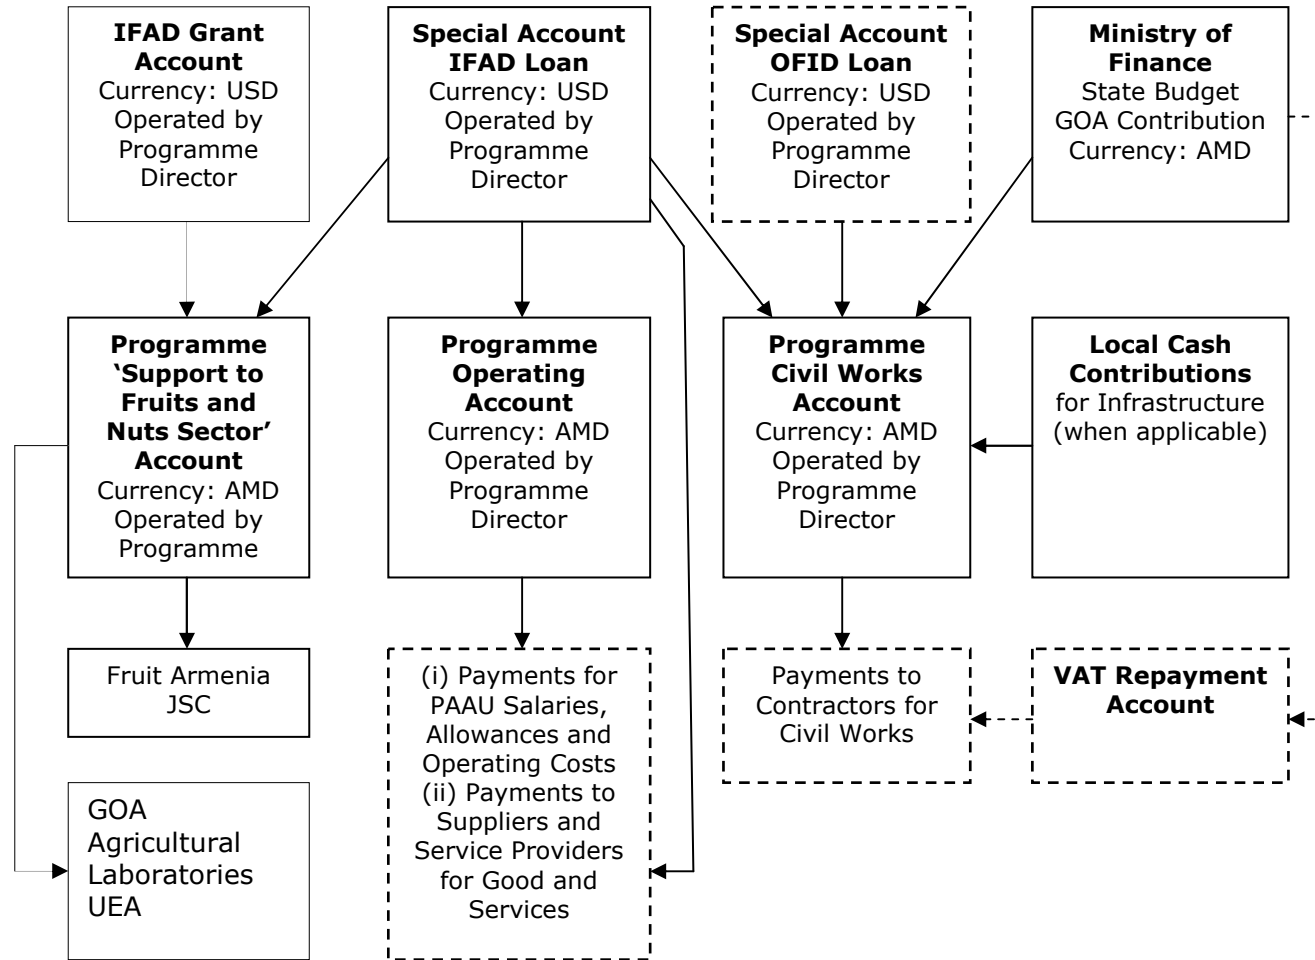 IFAD Grant
Account
Currency: USD
Operated by
Programme
Director
Special Account
IFAD Loan
Currency: USD
Operated by
Programme
Director
Special Account
OFID Loan
Currency: USD
Operated by
Programme
Director
Ministry of
Finance
State Budget
GOA Contribution
Currency: AMD
Programme
‘Support to
Fruits and
Nuts Sector’
Account
Currency: AMD
Operated by
Programme
Programme
Operating
Account
Currency: AMD
Operated by
Programme
Director
Programme
Civil Works
Account
Currency: AMD
Operated by
Programme
Director
Local Cash
Contributions
for Infrastructure
(when applicable)
Fruit Armenia
JSC
(i) Payments for
PAAU Salaries,
Allowances and
Operating Costs
(ii) Payments to
Suppliers and
Service Providers
for Good and
Services
Payments to
Contractors for
Civil Works
VAT Repayment
Account
GOA
Agricultural
Laboratories
UEA